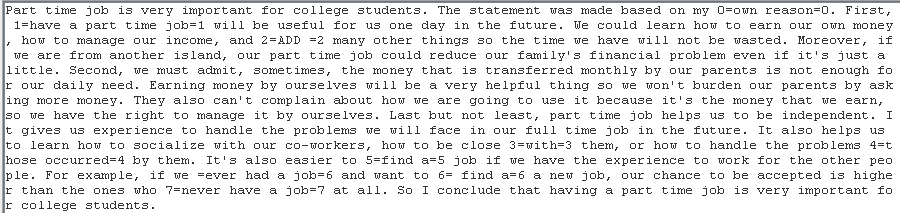 Part time job is very important for college students. The statement was made based on my 0=own reason=0. First,
 1=have a part time job=1 will be useful for us one day in the future. We could learn how to earn our own money
, how to manage our income, and 2=ADD =2 many other things so the time we have will not be wasted. Moreover, if
 we are from another island, our part time job could reduce our family's financial problem even if it's just a
little. Second, we must admit, sometimes, the money that is transferred monthly by our parents is not enough fo
r our daily need. Earning money by ourselves will be a very helpful thing so we won't burden our parents by ask
ing more money. They also can't complain about how we are going to use it because it's the money that we earn,
so we have the right to manage it by ourselves. Last but not least, part time job helps us to be independent. I
t gives us experience to handle the problems we will face in our full time job in the future. It also helps us
to learn how to socialize with our co-workers, how to be close 3=with=3 them, or how to handle the problems 4=t
hose occurred=4 by them. It's also easier to 5=find a=5 job if we have the experience to work for the other peo
ple. For example, if we =ever had a job=6 and want to 6= find a=6 a new job, our chance to be accepted is highe
r than the ones who 7=never have a job=7 at all. So I conclude that having a part time job is very important fo
r college students.